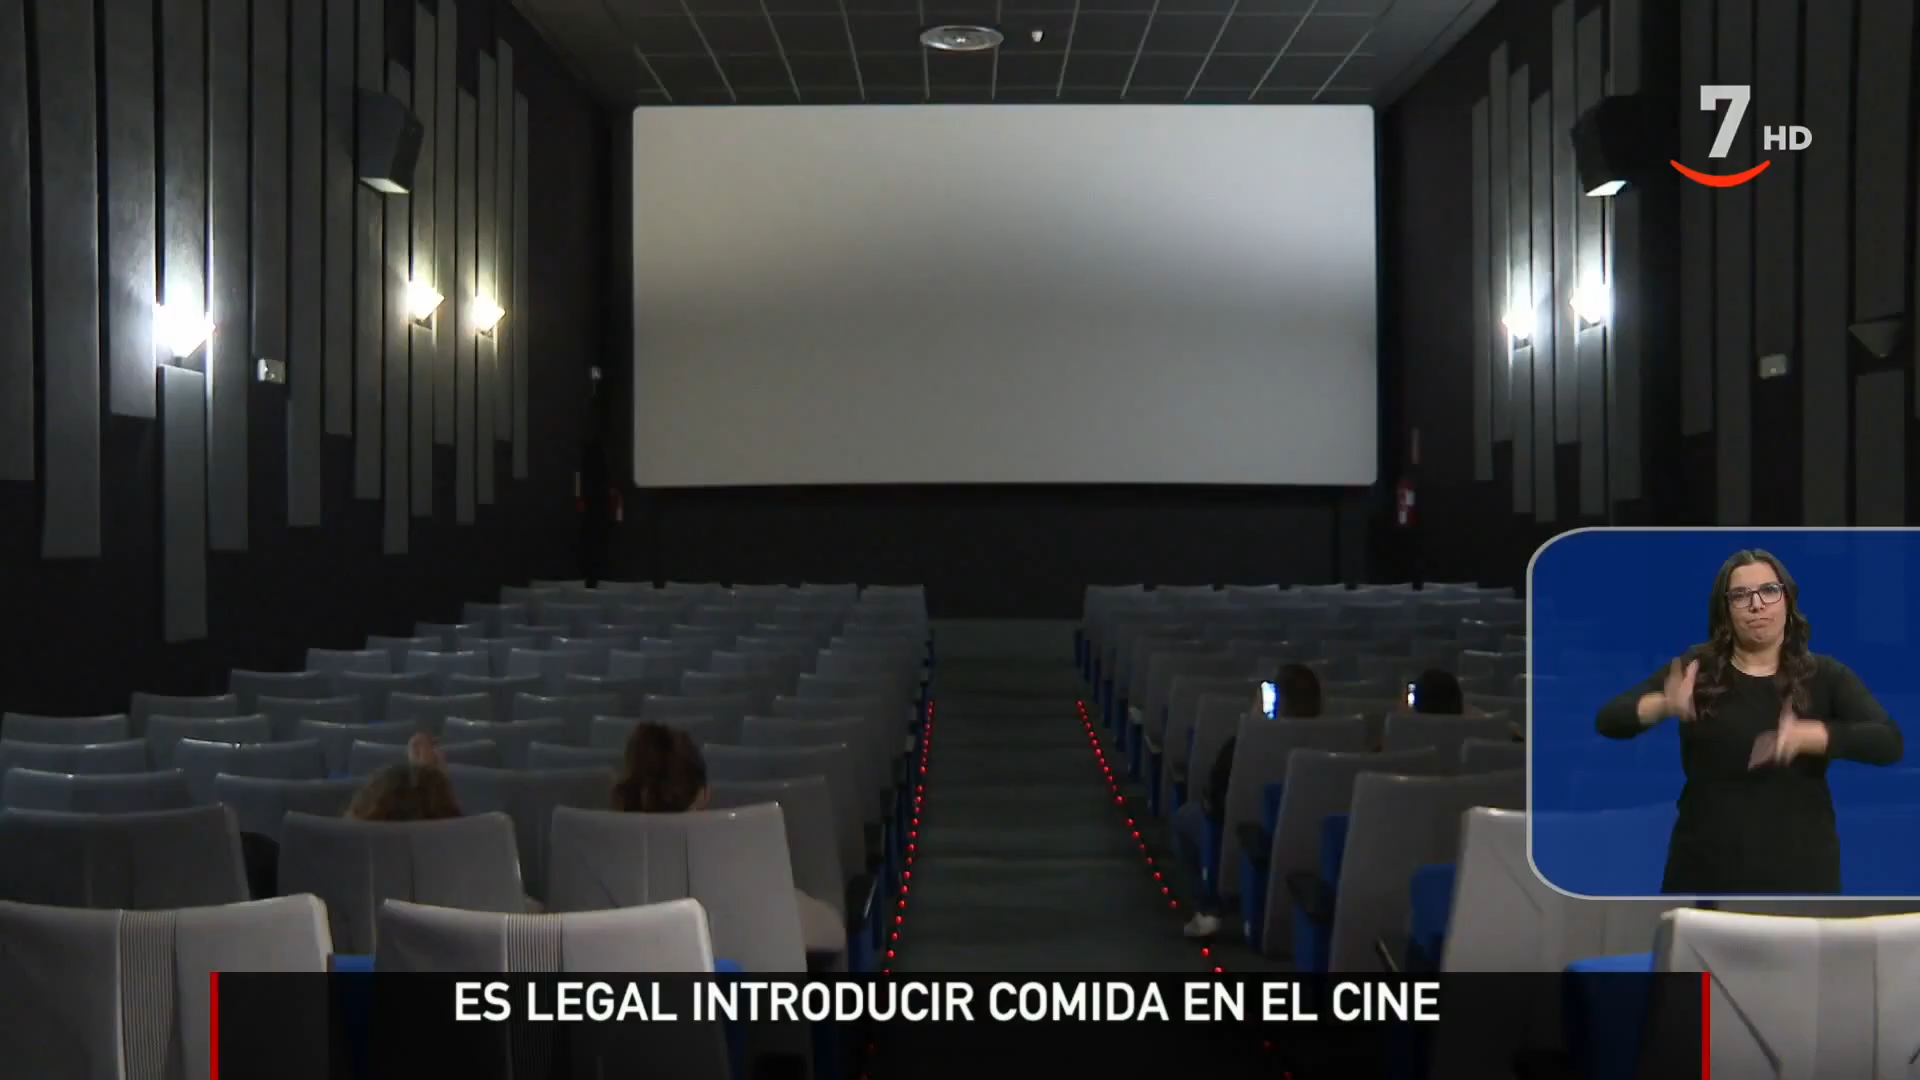 7 HD
ES LEGAL INTRODUCIR COMIDA EN EL CINE